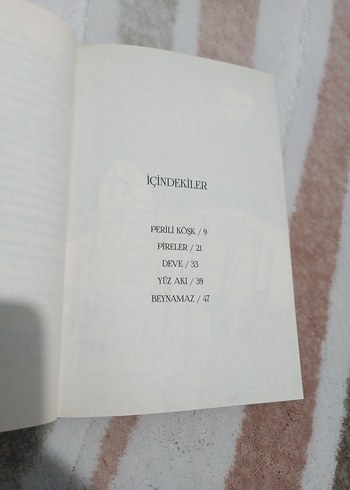 İÇİNDEKİLER
PERİLİ KÖŞK / 9
PİRELER / 21
DEVE / 33
YÜZ AKI / 39
BEYNAMAZ / 47